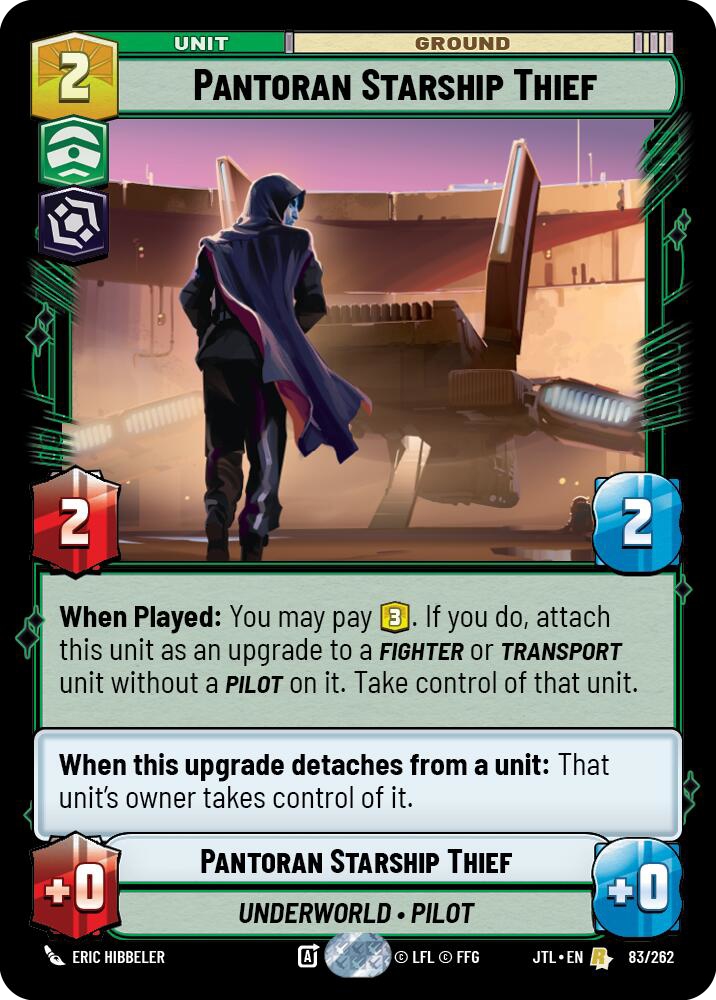 UNIT
GROUND
2
PANTORAN STARSHIP THIEF
2
2
When Played: You may pay 3. If you do, attach
this unit as an upgrade to a FIGHTER or TRANSPORT
unit without a PILOT on it. Take control of that unit.
When this upgrade detaches from a unit: That
unit's owner takes control of it.
+0
PANTORAN STARSHIP THIEF
+0
UNDERWORLD • PILOT
ERIC HIBBELER
A
© LFL © FFG
JTL • EN
R
83/262